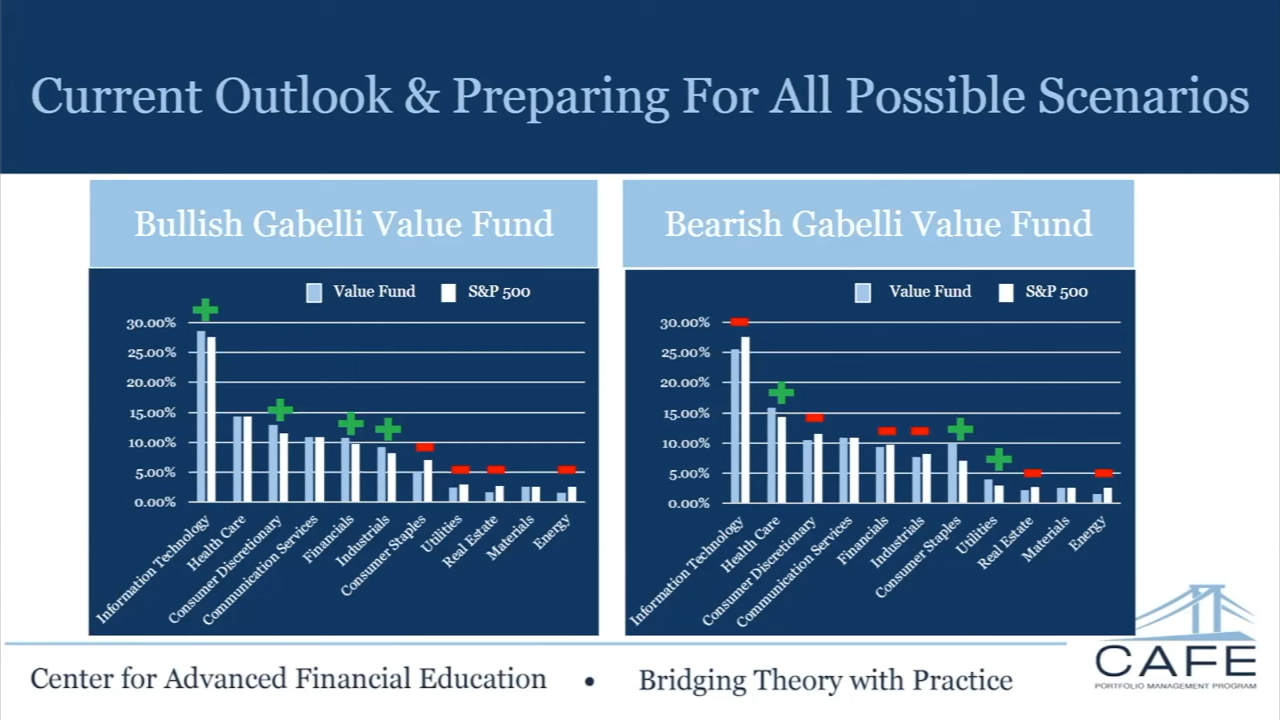 Current Outlook & Preparing For All Possible Scenarios
Bullish Gabelli Value Fund
Value Fund
S&P 500
30.00%
25.00%
20.00%
15.00%
10.00%
5.00%
0.00%
Information Technology
Health Care
Consumer Discretionary
Communication Services
Financials
Industrials
Consumer Staples
Utilities
Real Estate
Materials
Energy
Bearish Gabelli Value Fund
Value Fund
S&P 500
30.00%
25.00%
20.00%
15.00%
10.00%
5.00%
0.00%
Information Technology
Health Care
Consumer Discretionary
Communication Services
Financials
Industrials
Consumer Staples
Utilities
Real Estate
Materials
Energy
Center for Advanced Financial Education • Bridging Theory with Practice
CAFE
PORTFOLIO MANAGEMENT PROGRAM